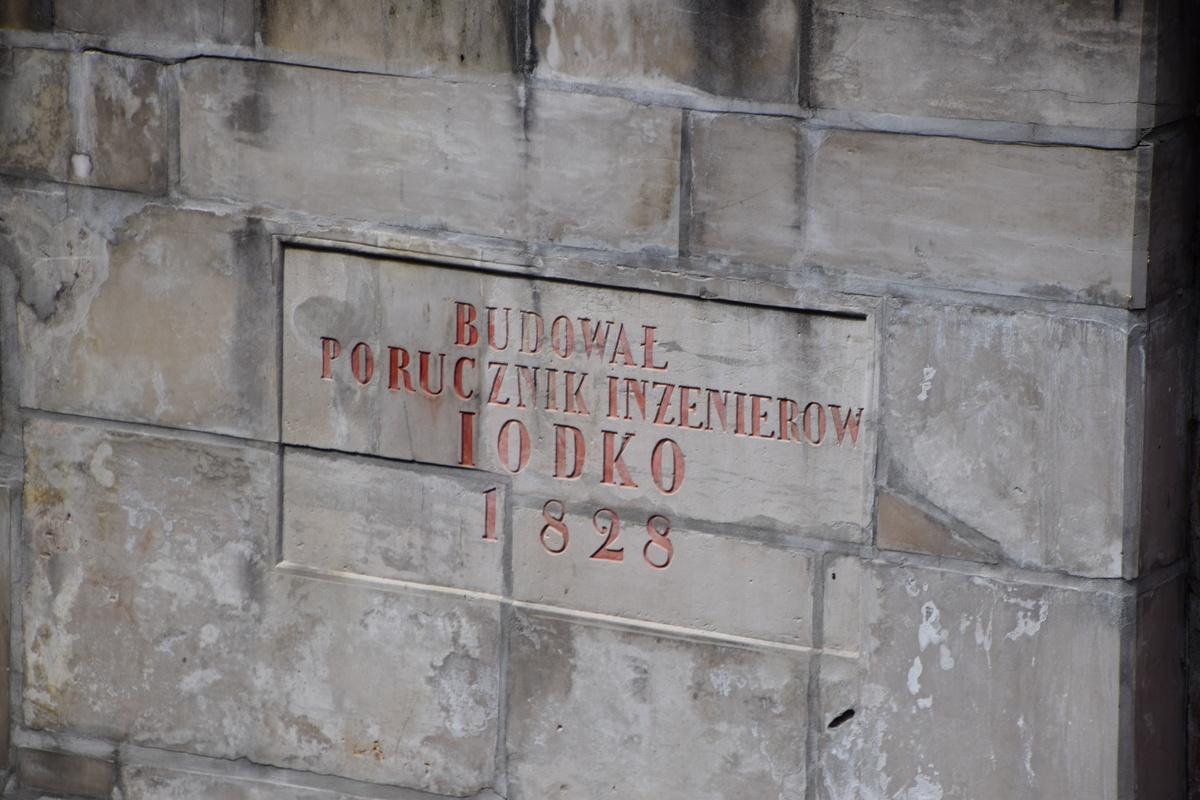 BUDOWAŁ
PORUCZNIK INZENIEROW
IODKO
1828